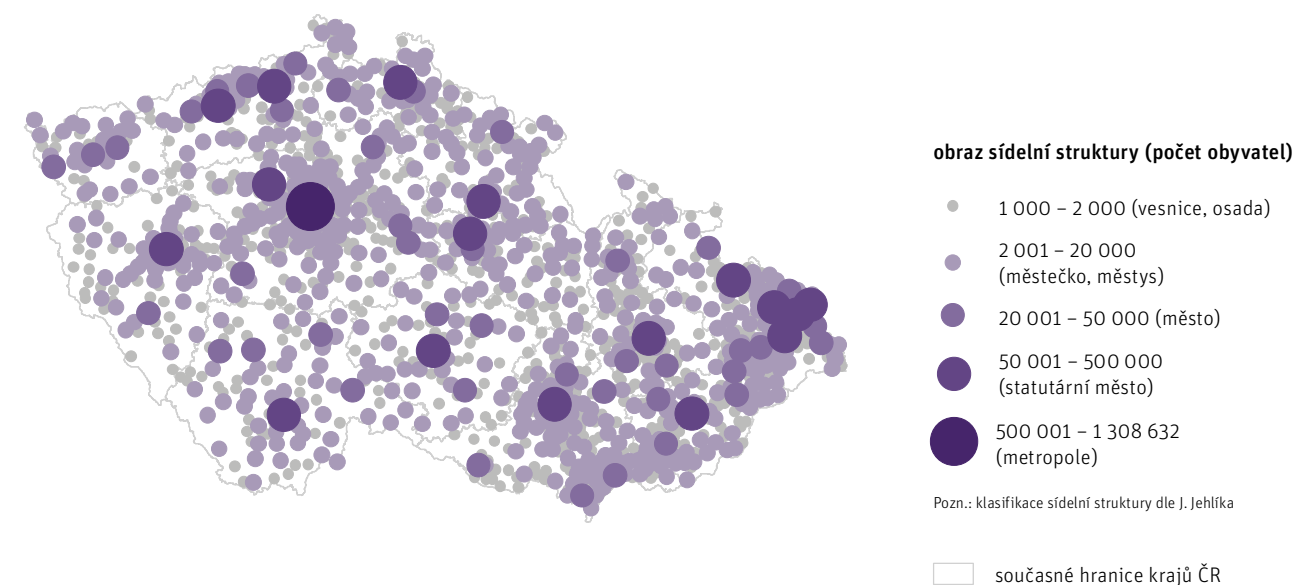 obraz sídelní struktury (počet obyvatel)
1 000 – 2 000 (vesnice, osada)
2 001 – 20 000
(městečko, městys)
20 001 – 50 000 (město)
50 001 – 500 000
(statutární město)
500 001 – 1 308 632
(metropole)
Pozn.: klasifikace sídelní struktury dle J. Jehlíka
současné hranice krajů ČR